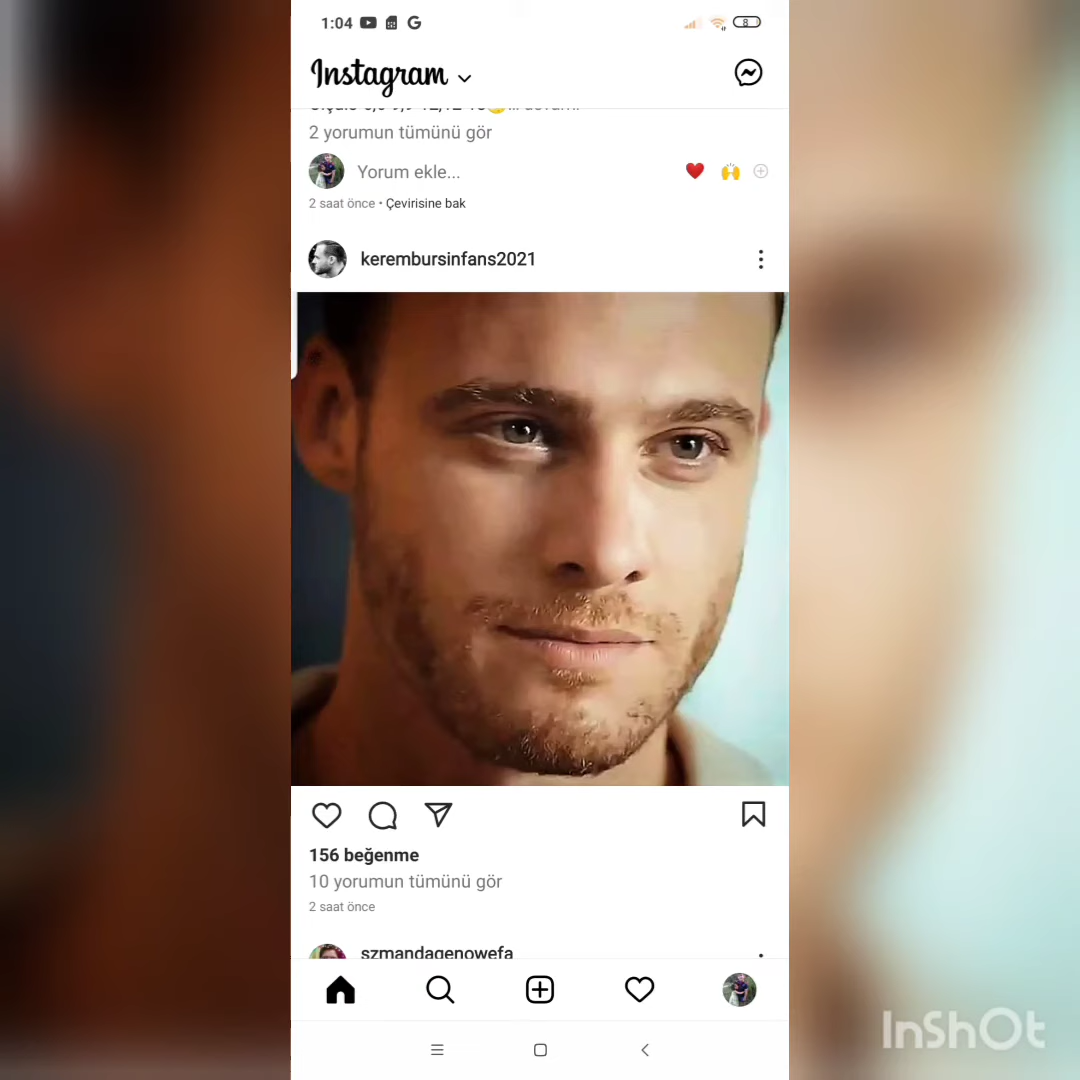 1:04
8
Instagram
2 yorumun tümünü gör
Yorum ekle...
2 saat önce • Çevirisine bak
kerembursinfans2021
156 beğenme
10 yorumun tümünü gör
2 saat önce
szmandagenowefa
InShOt